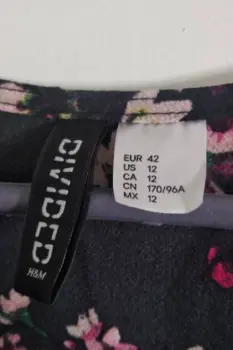 DIVIDED
H&M
EUR 42
US 12
CA 12
CN 170/96A
MX 12